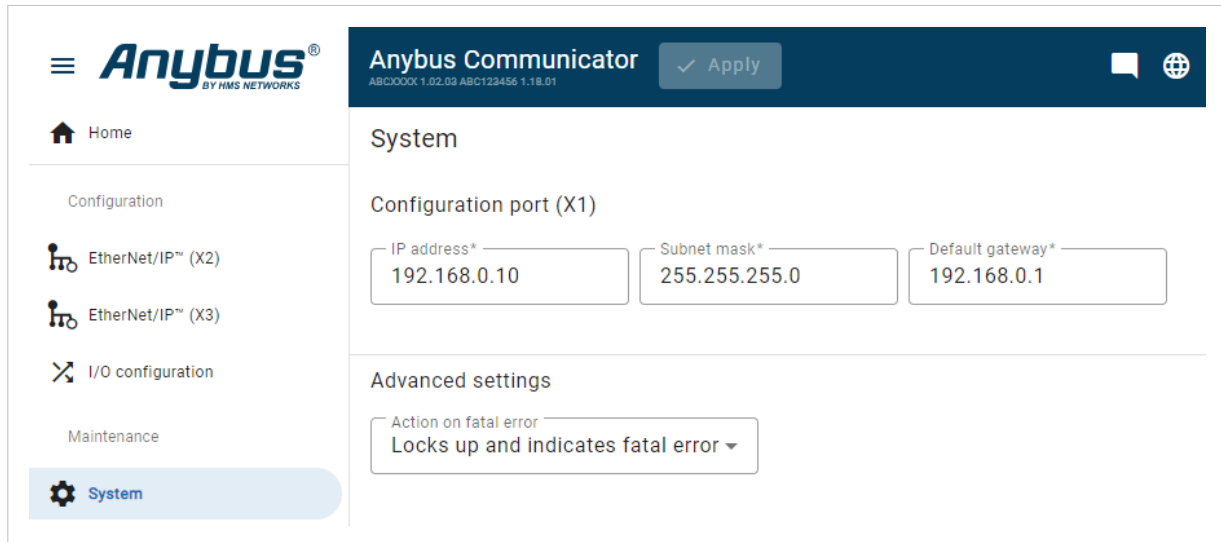 Anybus®
BY HMS NETWORKS
Anybus Communicator
ABCXXXX 1.02.03 ABC123456 1.18.01
Apply
Home
Configuration
EtherNet/IP™ (X2)
EtherNet/IP™ (X3)
I/O configuration
Maintenance
System
System
Configuration port (X1)
IP address*
192.168.0.10
Subnet mask*
255.255.255.0
Default gateway*
192.168.0.1
Advanced settings
Action on fatal error
Locks up and indicates fatal error